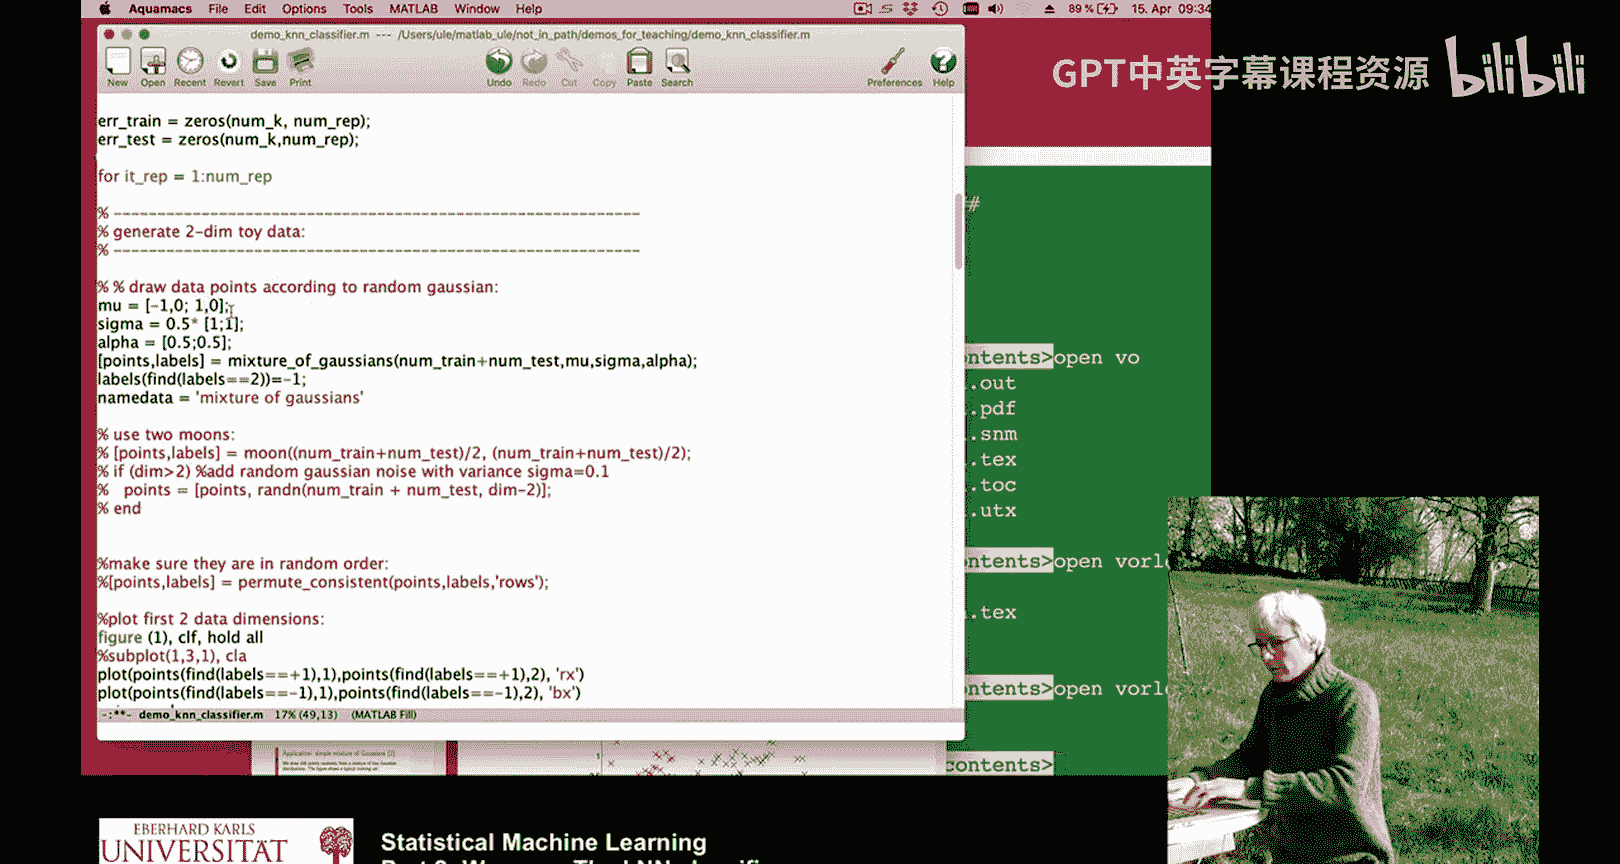 Aquamacs File Edit Options Tools MATLAB Window Help 89% 15. Apr 09:34
demo_knn_classifier.m --- /Users/ule/matlab_ule/not_in_path/demos_for_teaching/demo_knn_classifier.m
New Open Recent Revert Save Print Undo Redo Cut Copy Paste Search Preferences Help
GPT中英字幕课程资源 bilibili
err_train = zeros(num_k, num_rep);
err_test = zeros(num_k,num_rep);
for it_rep = 1:num_rep
% ----------------------------------------------------------------------
% generate 2-dim toy data:
% ----------------------------------------------------------------------
% % draw data points according to random gaussian:
mu = [-1,0; 1,0];
sigma = 0.5* [1;1];
alpha = [0.5;0.5];
[points,labels] = mixture_of_gaussians(num_train+num_test,mu,sigma,alpha);
labels(find(labels==2))=-1;
namedata = 'mixture of gaussians'
% use two moons:
% [points,labels] = moon((num_train+num_test)/2, (num_train+num_test)/2);
% if (dim>2) %add random gaussian noise with variance sigma=0.1
%   points = [points, randn(num_train + num_test, dim-2)];
% end
%make sure they are in random order:
%[points,labels] = permute_consistent(points,labels,'rows');
%plot first 2 data dimensions:
figure (1), clf, hold all
%subplot(1,3,1), cla
plot(points(find(labels==+1),1),points(find(labels==+1),2), 'rx')
plot(points(find(labels==-1),1),points(find(labels==-1),2), 'bx')
-:**- demo_knn_classifier.m 17% (49,13) (MATLAB Fill)
#
ontents>open vo
.out
.pdf
.snm
.tex
.toc
.utx
ontents>open vorl
.tex
ontents>open vorl
contents>
Application: simple mixture of Gaussians (2)
EBERHARD KARLS
UNIVERSITÄT
Statistical Machine Learning